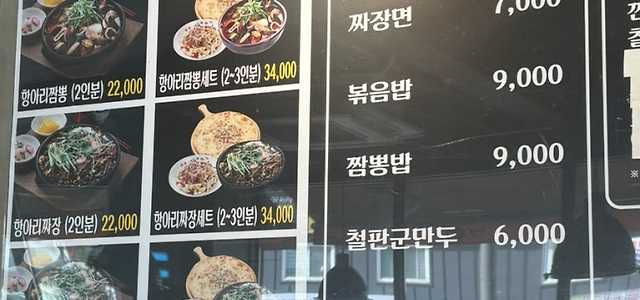 항아리짬뽕 (2인분) 22,000
항아리짬뽕세트 (2~3인분) 34,000
항아리짜장 (2인분) 22,000
항아리짜장세트 (2~3인분) 34,000
짜장면 7,000
볶음밥 9,000
짬뽕밥 9,000
철판군만두 6,000
※